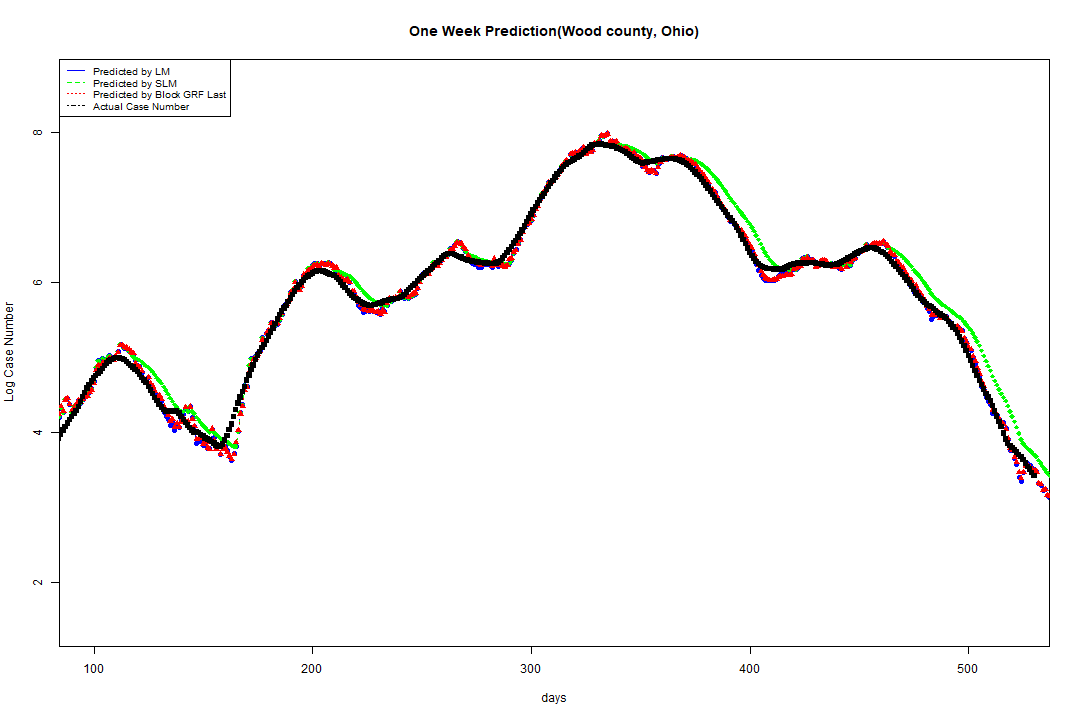 One Week Prediction(Wood county, Ohio)
Predicted by LM
Predicted by SLM
Predicted by Block GRF Last
Actual Case Number
8
6
4
2
Log Case Number
100 200 300 400 500
days